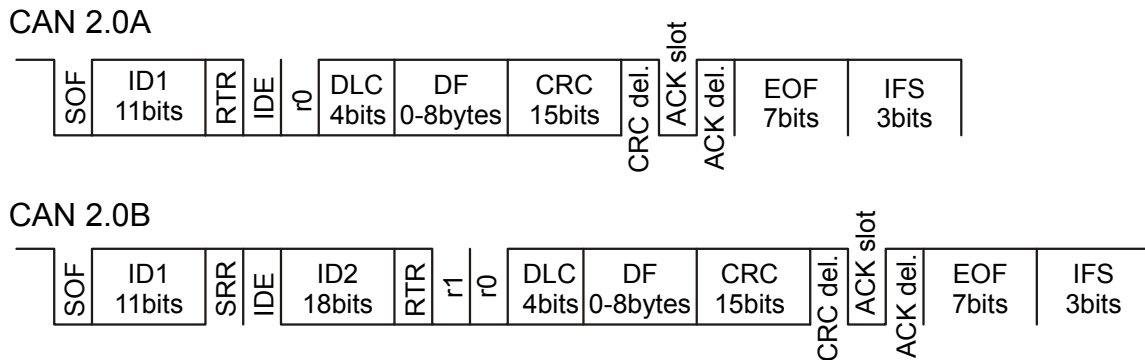 CAN 2.0A
SOF
ID1
11bits
RTR
IDE
r0
DLC
4bits
DF
0-8bytes
CRC
15bits
CRC del.
ACK slot
ACK del.
EOF
7bits
IFS
3bits
CAN 2.0B
SOF
ID1
11bits
SRR
IDE
ID2
18bits
RTR
r1
r0
DLC
4bits
DF
0-8bytes
CRC
15bits
CRC del.
ACK slot
ACK del.
EOF
7bits
IFS
3bits